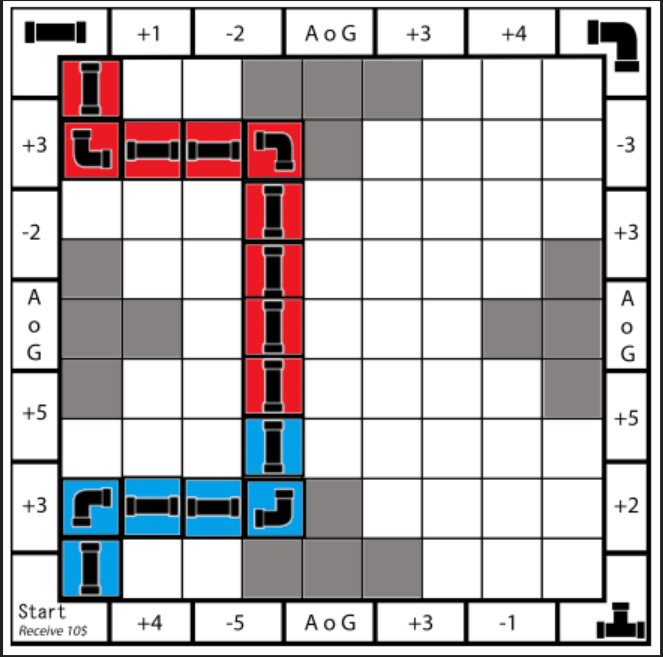 +1 -2 A o G +3 +4
+3 -3
-2 +3
A
o
G
A
o
G
+5 +5
+3 +2
Start
Receive 10$
+4 -5 A o G +3 -1